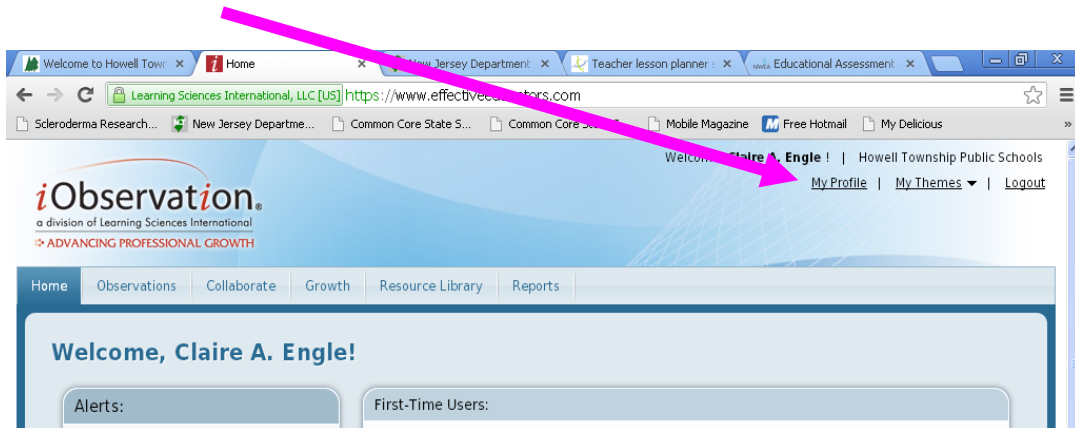 Welcome to Howell Town
Home
New Jersey Department
Teacher lesson planner
Educational Assessment
Learning Sciences International, LLC [US] https://www.effectiveeducators.com
Scleroderma Research...
New Jersey Departme...
Common Core State S...
Common Core
Mobile Magazine
Free Hotmail
My Delicious
»
Claire A. Engle ! | Howell Township Public Schools
My Profile | My Themes ▼ | Logout
iObservation®
a division of Learning Sciences International
ADVANCING PROFESSIONAL GROWTH
Home
Observations
Collaborate
Growth
Resource Library
Reports
Welcome, Claire A. Engle!
Alerts:
First-Time Users: